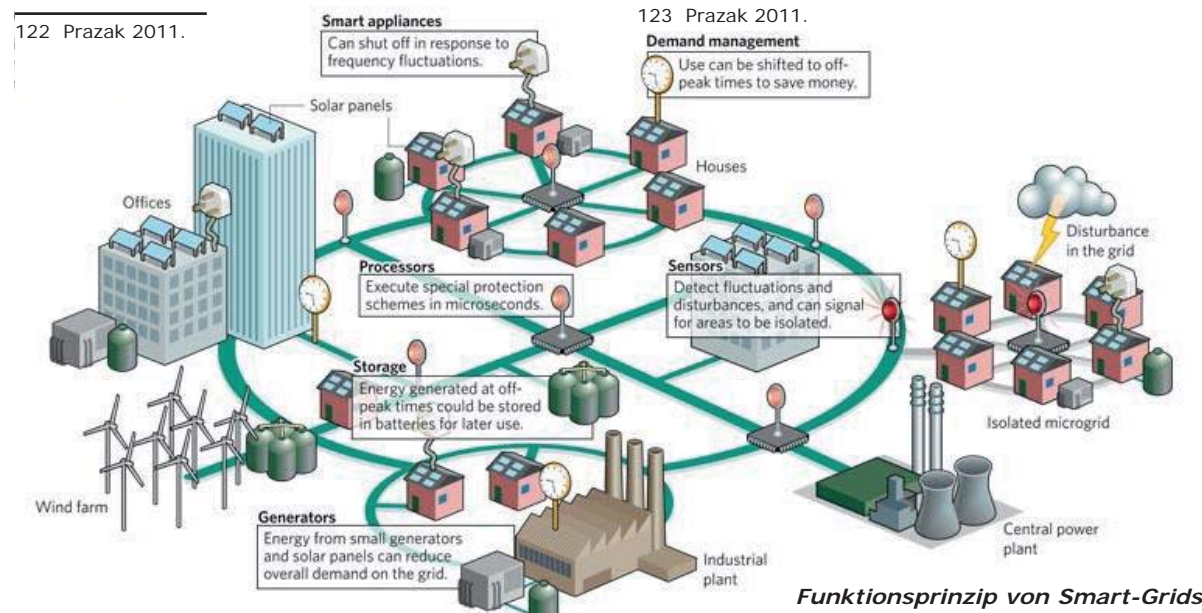 122 Prazak 2011.
123 Prazak 2011.
Smart appliances
Can shut off in response to
frequency fluctuations.
Demand management
Use can be shifted to off-
peak times to save money.
Solar panels
Houses
Offices
Disturbance
in the grid
Processors
Execute special protection
schemes in microseconds.
Sensors
Detect fluctuations and
disturbances, and can signal
for areas to be isolated.
Storage
Energy generated at off-
peak times could be stored
in batteries for later use.
Isolated microgrid
Wind farm
Generators
Energy from small generators
and solar panels can reduce
overall demand on the grid.
Industrial
plant
Central power
plant
Funktionsprinzip von Smart-Grids